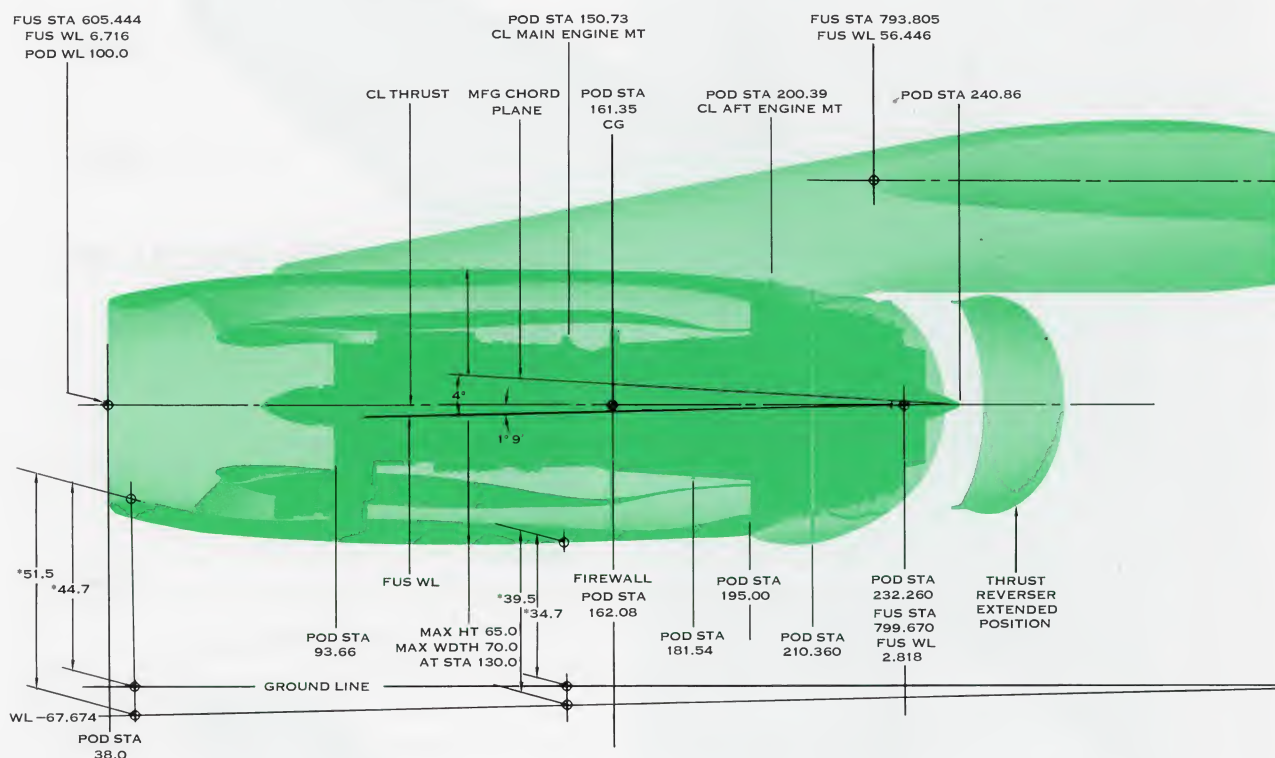 FUS STA 605.444
FUS WL 6.716
POD WL 100.0
POD STA 150.73
CL MAIN ENGINE MT
FUS STA 793.805
FUS WL 56.446
CL THRUST
MFG CHORD
PLANE
POD STA
161.35
CG
POD STA 200.39
CL AFT ENGINE MT
POD STA 240.86
4°
1° 9'
*51.5
*44.7
FUS WL
*39.5
*34.7
FIREWALL
POD STA
162.08
POD STA
195.00
POD STA
232.260
FUS STA
799.670
FUS WL
2.818
THRUST
REVERSER
EXTENDED
POSITION
POD STA
93.66
MAX HT 65.0
MAX WDTH 70.0
AT STA 130.0
POD STA
181.54
POD STA
210.360
GROUND LINE
WL -67.674
POD STA
38.0